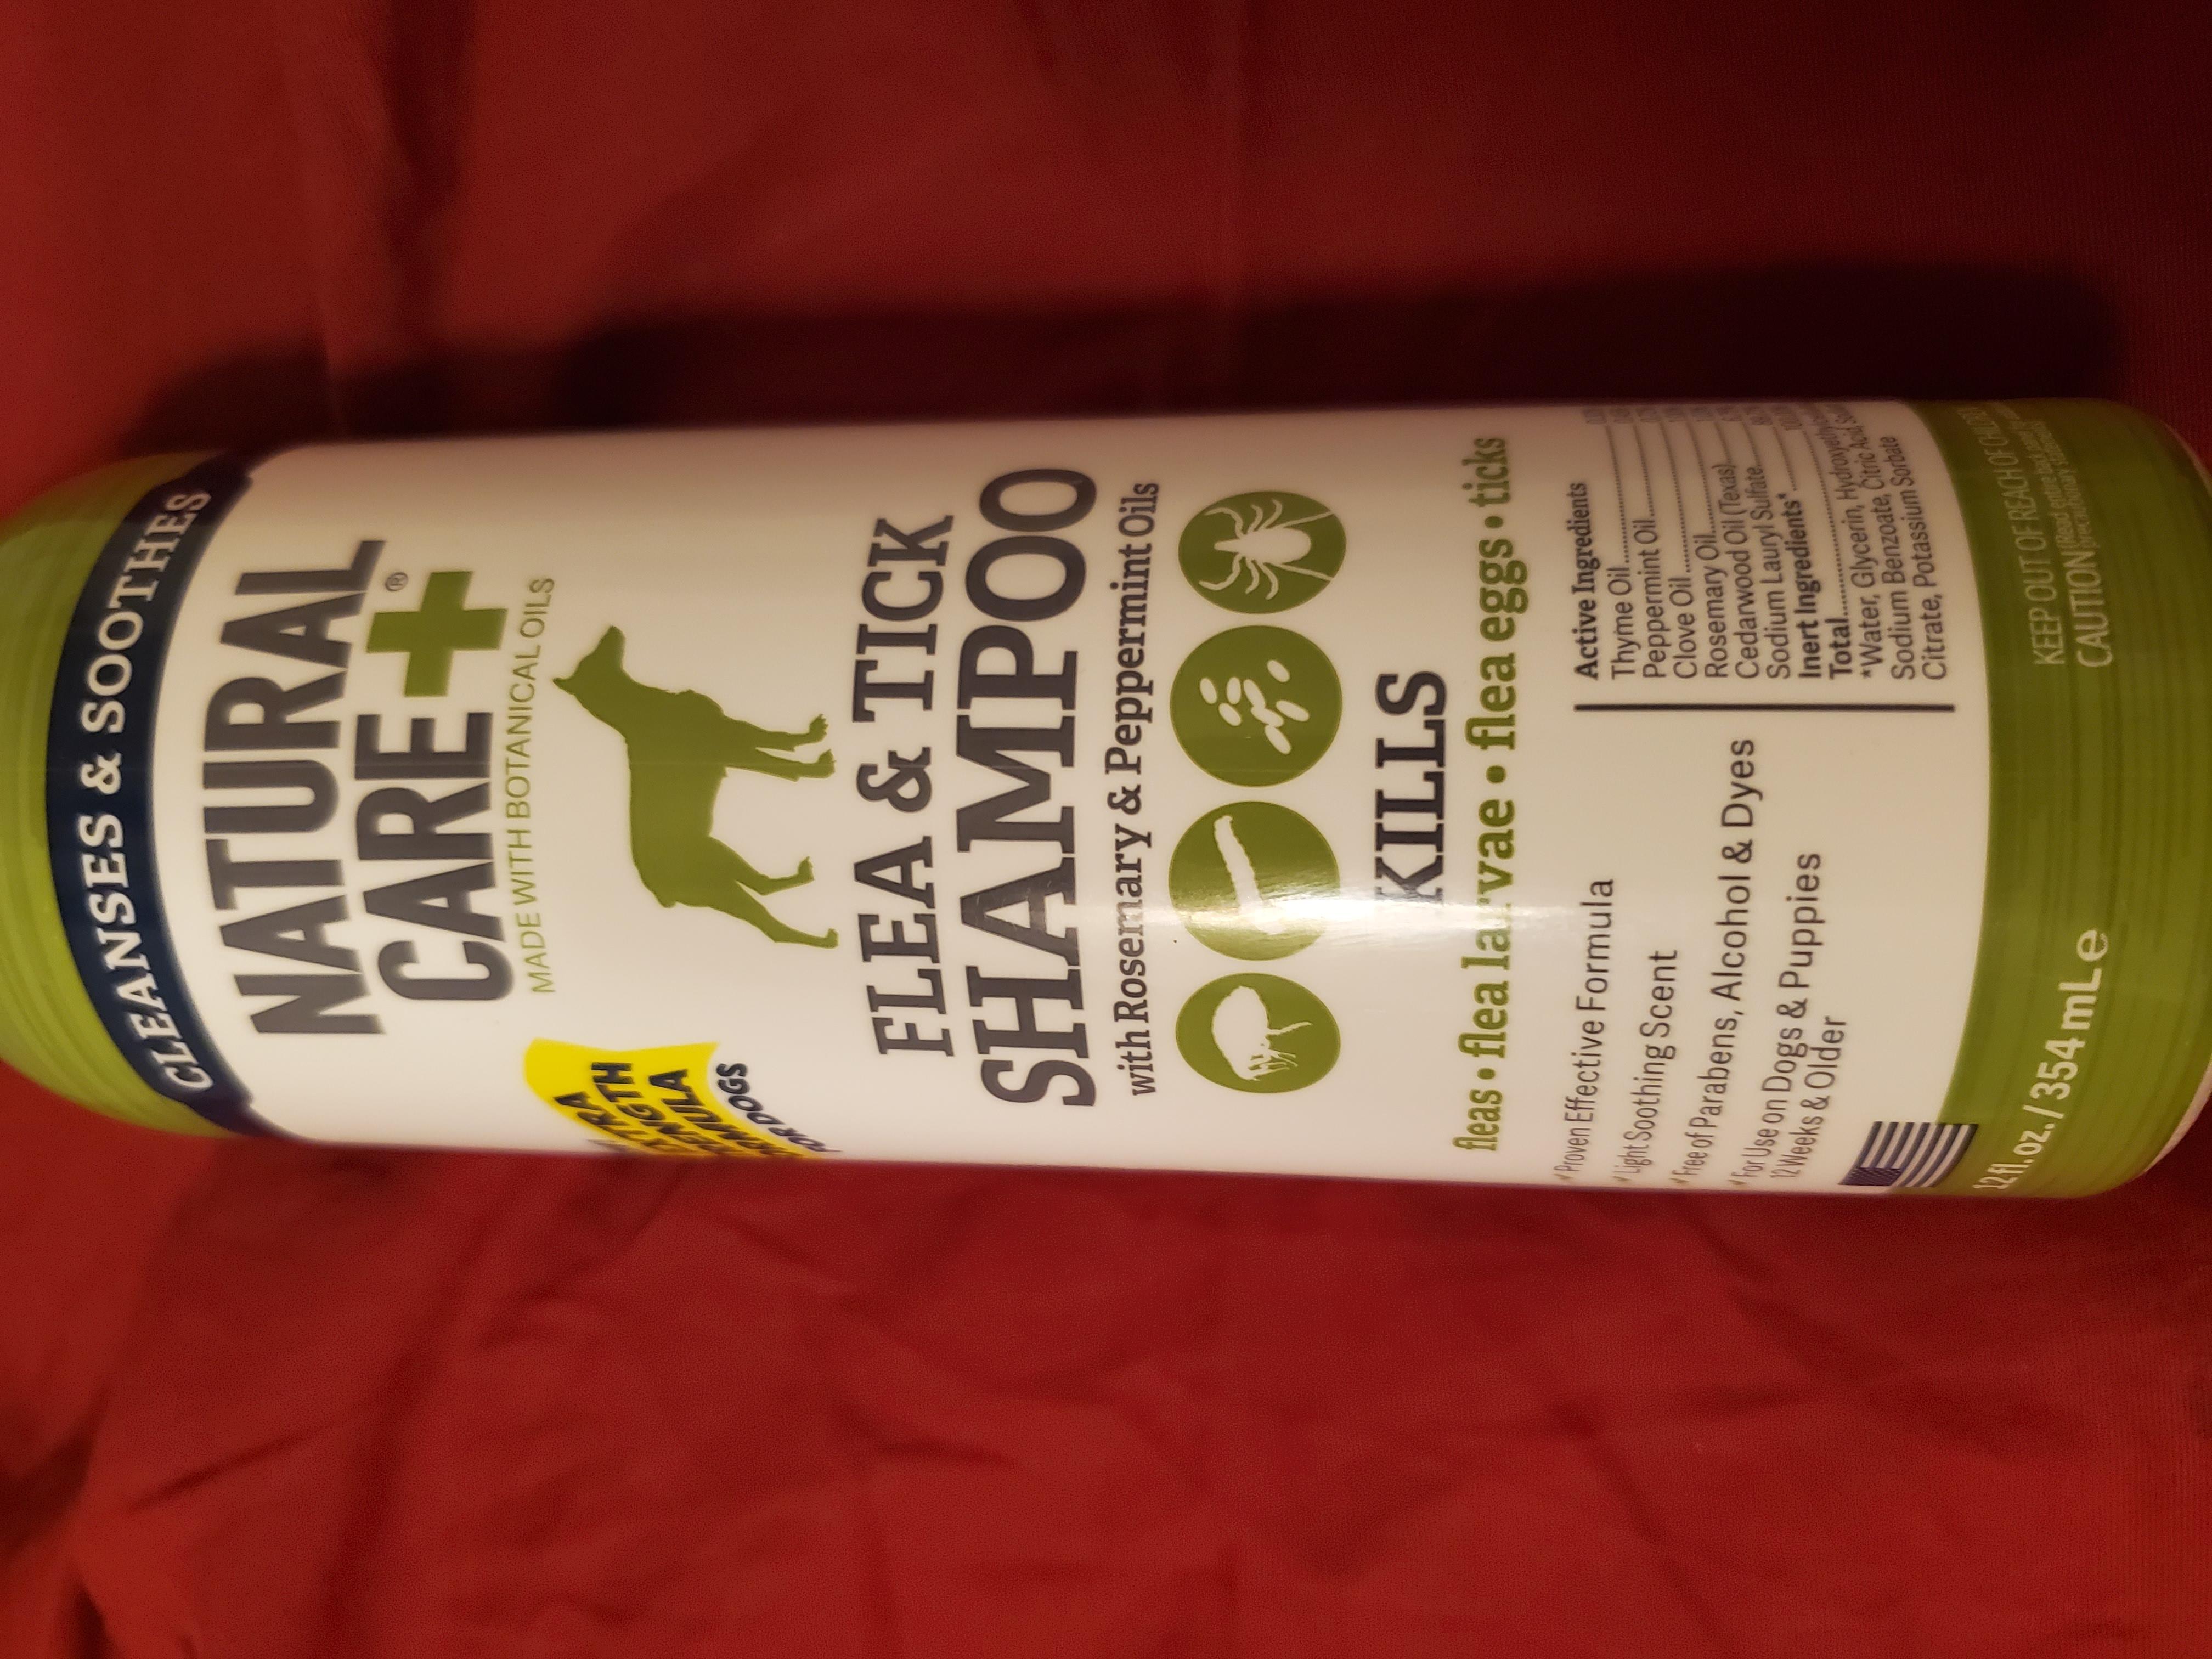 CLEANSES & SOOTHES
NATURAL
CARE+®
MADE WITH BOTANICAL OILS
FOR DOGS
FLEA & TICK
SHAMPOO
with Rosemary & Peppermint Oils
KILLS
fleas • flea larvae • flea eggs • ticks
✓ Proven Effective Formula
✓ Light Soothing Scent
✓ Free of Parabens, Alcohol & Dyes
✓ For Use on Dogs & Puppies
12 Weeks & Older
Active Ingredients
Thyme Oil
Peppermint Oil
Clove Oil
Rosemary Oil
Cedarwood Oil (Texas)
Sodium Lauryl Sulfate
Inert Ingredients*
Total
*Water, Glycerin,
Sodium Benzoate, Citric Acid,
Citrate, Potassium Sorbate
12 fl. oz. / 354 mL e
KEEP OUT OF REACH OF CHILDREN
CAUTION